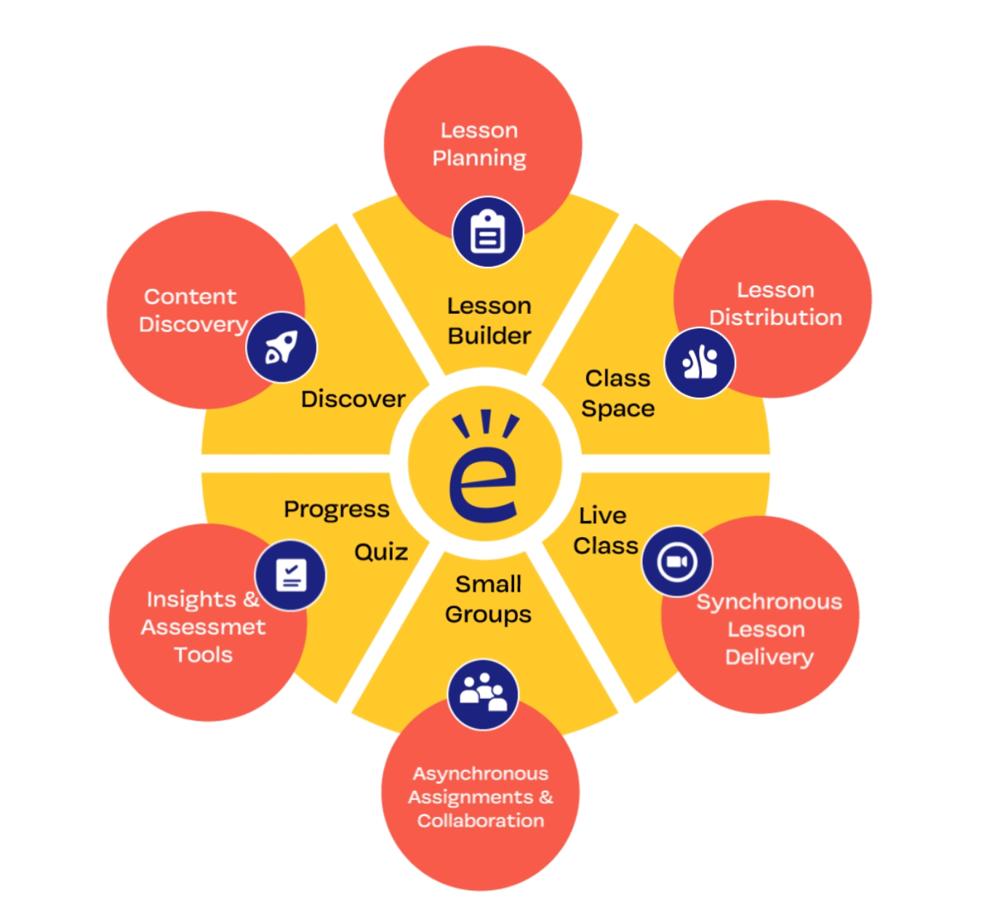 Lesson
Planning
Lesson
Builder
Lesson
Distribution
Class
Space
Live
Class
Synchronous
Lesson
Delivery
Small
Groups
Asynchronous
Assignments &
Collaboration
Progress
Quiz
Insights &
Assessmet
Tools
Content
Discovery
Discover
e